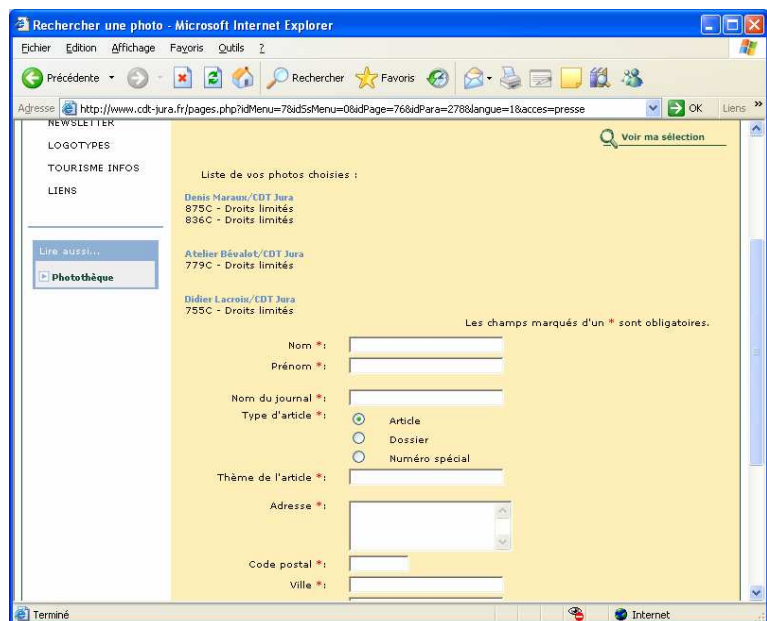 Rechercher une photo - Microsoft Internet Explorer
Fichier Edition Affichage Favoris Outils ?
Précédente Rechercher Favoris
Adresse http://www.cdt-jura.fr/pages.php?idMenu=7&idSsMenu=0&idPage=76&idPara=278&langue=1&acces=presse OK Liens »
NEWSLETTER
LOGOTYPES
TOURISME INFOS
LIENS
Lire aussi...
Photothèque
Voir ma sélection
Liste de vos photos choisies :
Denis Maraux/CDT Jura
875C - Droits limités
836C - Droits limités
Atelier Bévalot/CDT Jura
779C - Droits limités
Didier Lacroix/CDT Jura
755C - Droits limités
Les champs marqués d'un * sont obligatoires.
Nom *:
Prénom *:
Nom du journal *:
Type d'article *:
Article
Dossier
Numéro spécial
Thème de l'article *:
Adresse *:
Code postal *:
Ville *:
Terminé Internet